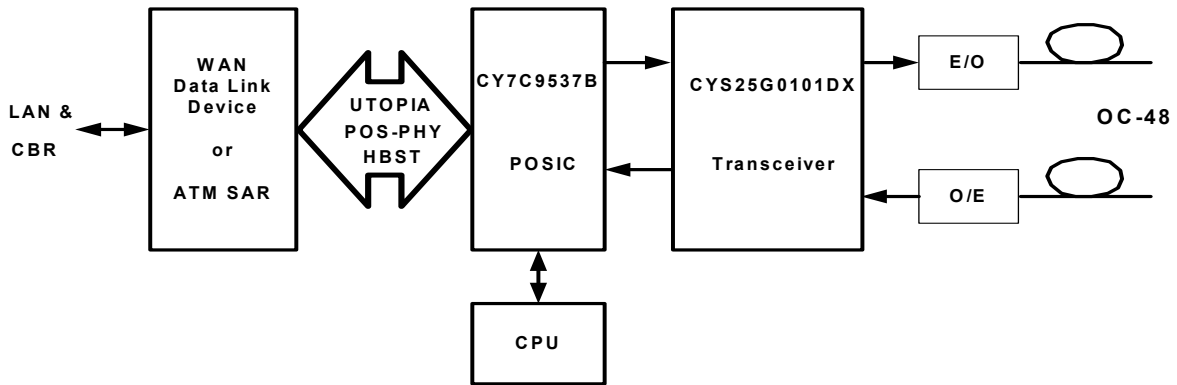 LAN &
CBR
WAN
Data Link
Device
or
ATM SAR
UTOPIA
POS-PHY
HBST
CY7C9537B
POSIC
CPU
CYS25G0101DX
Transceiver
E/O
O/E
OC-48